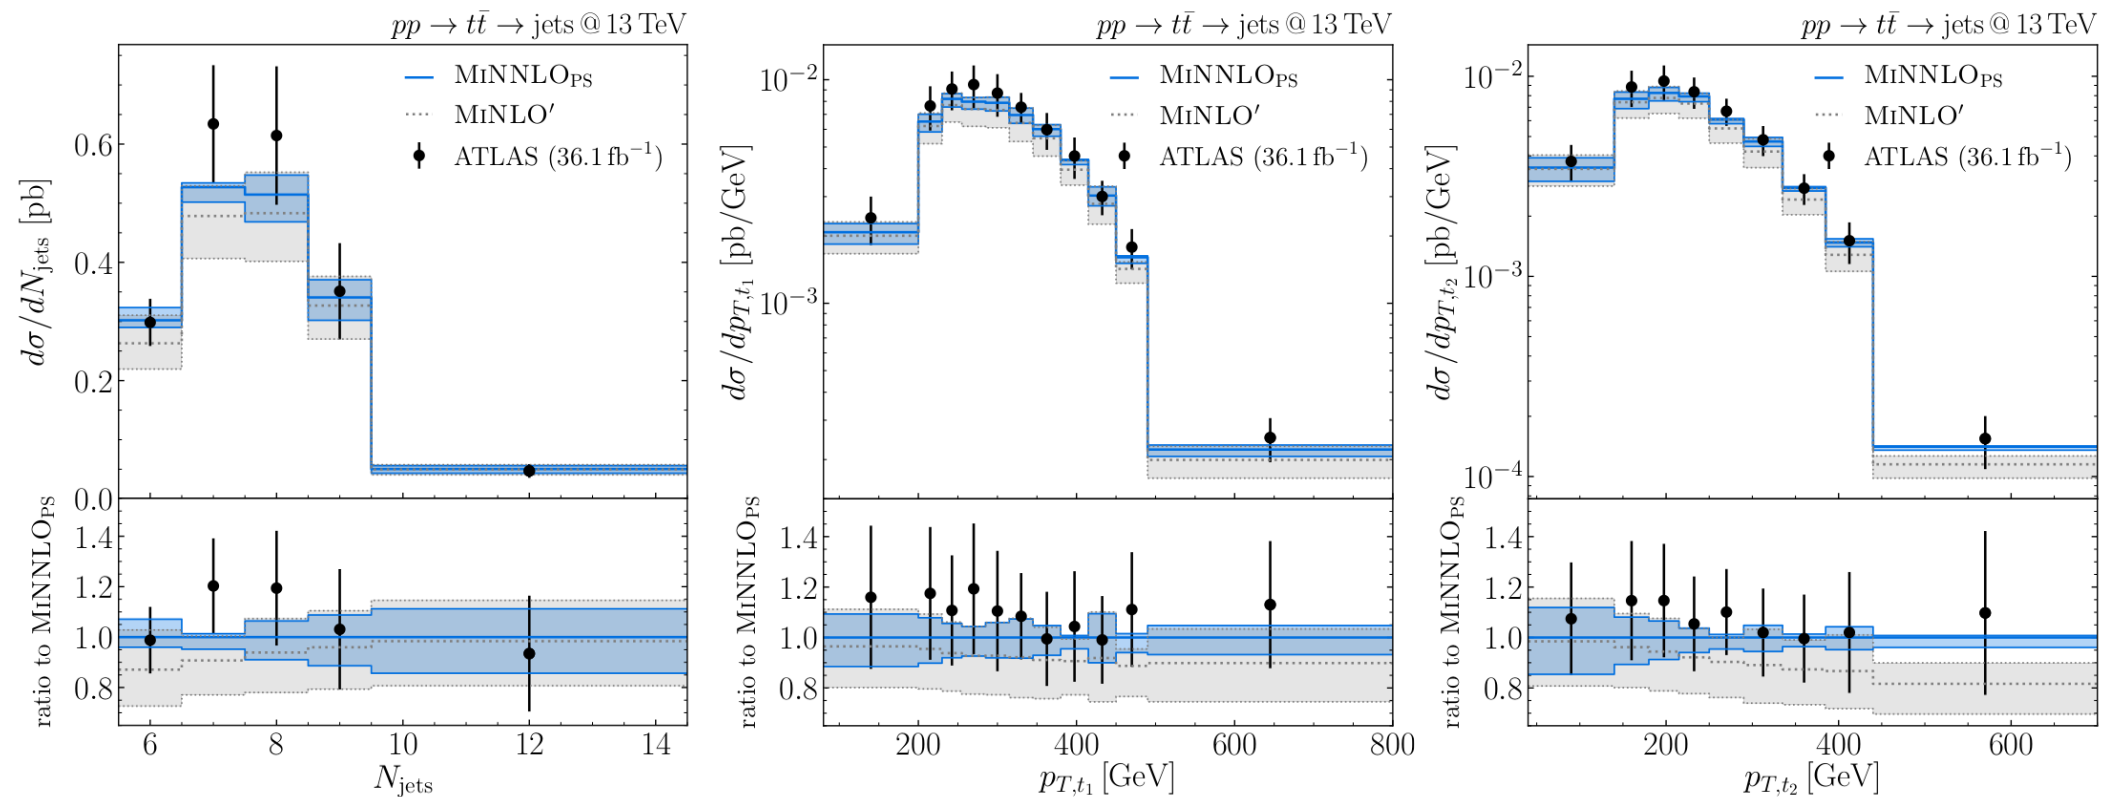 pp → tt̄ → jets @ 13 TeV
MiNNLOPS
MiNLO′
ATLAS (36.1 fb⁻¹)
dσ/dNjets [pb]
0.6
0.4
0.2
0.0
ratio to MiNNLOPS
1.4
1.2
1.0
0.8
6 8 10 12 14
Njets
pp → tt̄ → jets @ 13 TeV
MiNNLOPS
MiNLO′
ATLAS (36.1 fb⁻¹)
dσ/dpT,t₁ [pb/GeV]
10⁻²
10⁻³
ratio to MiNNLOPS
1.4
1.2
1.0
0.8
200 400 600 800
pT,t₁ [GeV]
pp → tt̄ → jets @ 13 TeV
MiNNLOPS
MiNLO′
ATLAS (36.1 fb⁻¹)
dσ/dpT,t₂ [pb/GeV]
10⁻²
10⁻³
10⁻⁴
ratio to MiNNLOPS
1.4
1.2
1.0
0.8
200 400 600
pT,t₂ [GeV]